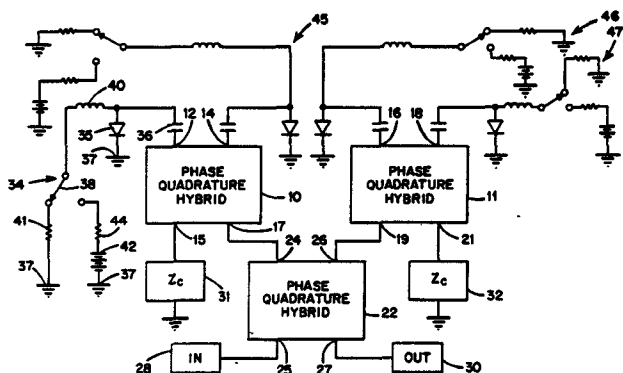 45
46
47
40
12
14
16
18
35
36
37
34
38
PHASE
QUADRATURE
HYBRID
10
PHASE
QUADRATURE
HYBRID
11
41
44
42
17
15
24
26
19
21
37
37
Zc
31
PHASE
QUADRATURE
HYBRID
22
Zc
32
28
IN
25
27
OUT
30